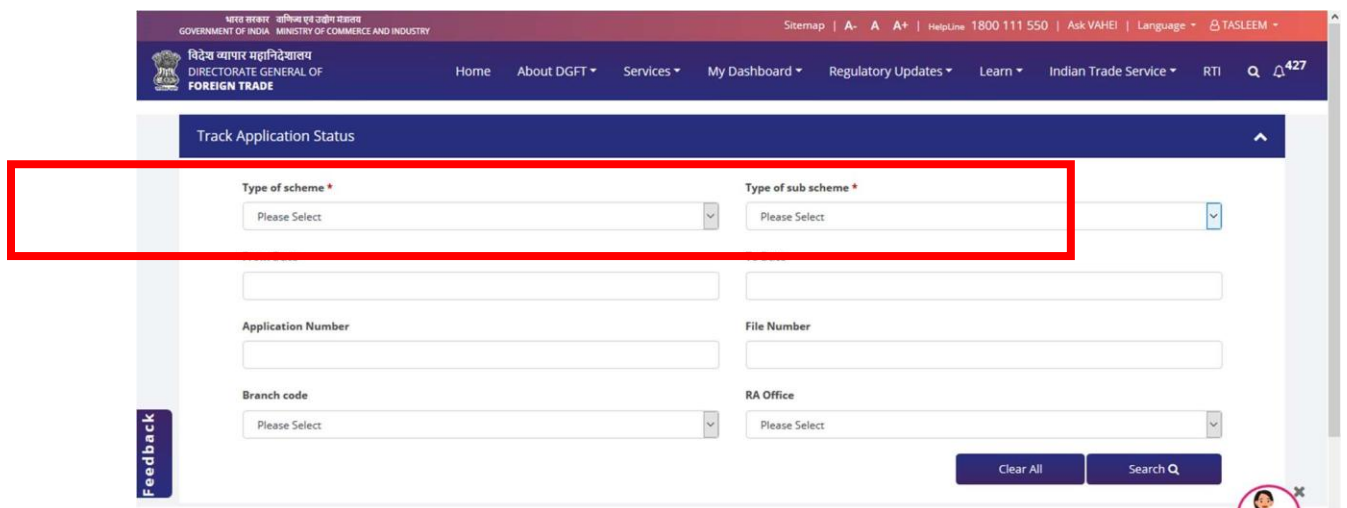 भारत सरकार वाणिज्य एवं उद्योग मंत्रालय
GOVERNMENT OF INDIA MINISTRY OF COMMERCE AND INDUSTRY
Sitemap | A- A A+ | HelpLine 1800 111 550 | Ask VAHEI | Language TASLEEM
विदेश व्यापार महानिदेशालय
DIRECTORATE GENERAL OF
FOREIGN TRADE
Home About DGFT Services My Dashboard Regulatory Updates Learn Indian Trade Service RTI 427
Track Application Status
Type of scheme * Type of sub scheme *
Please Select Please Select
Application Number File Number
Branch code RA Office
Please Select Please Select
Clear All Search
Feedback